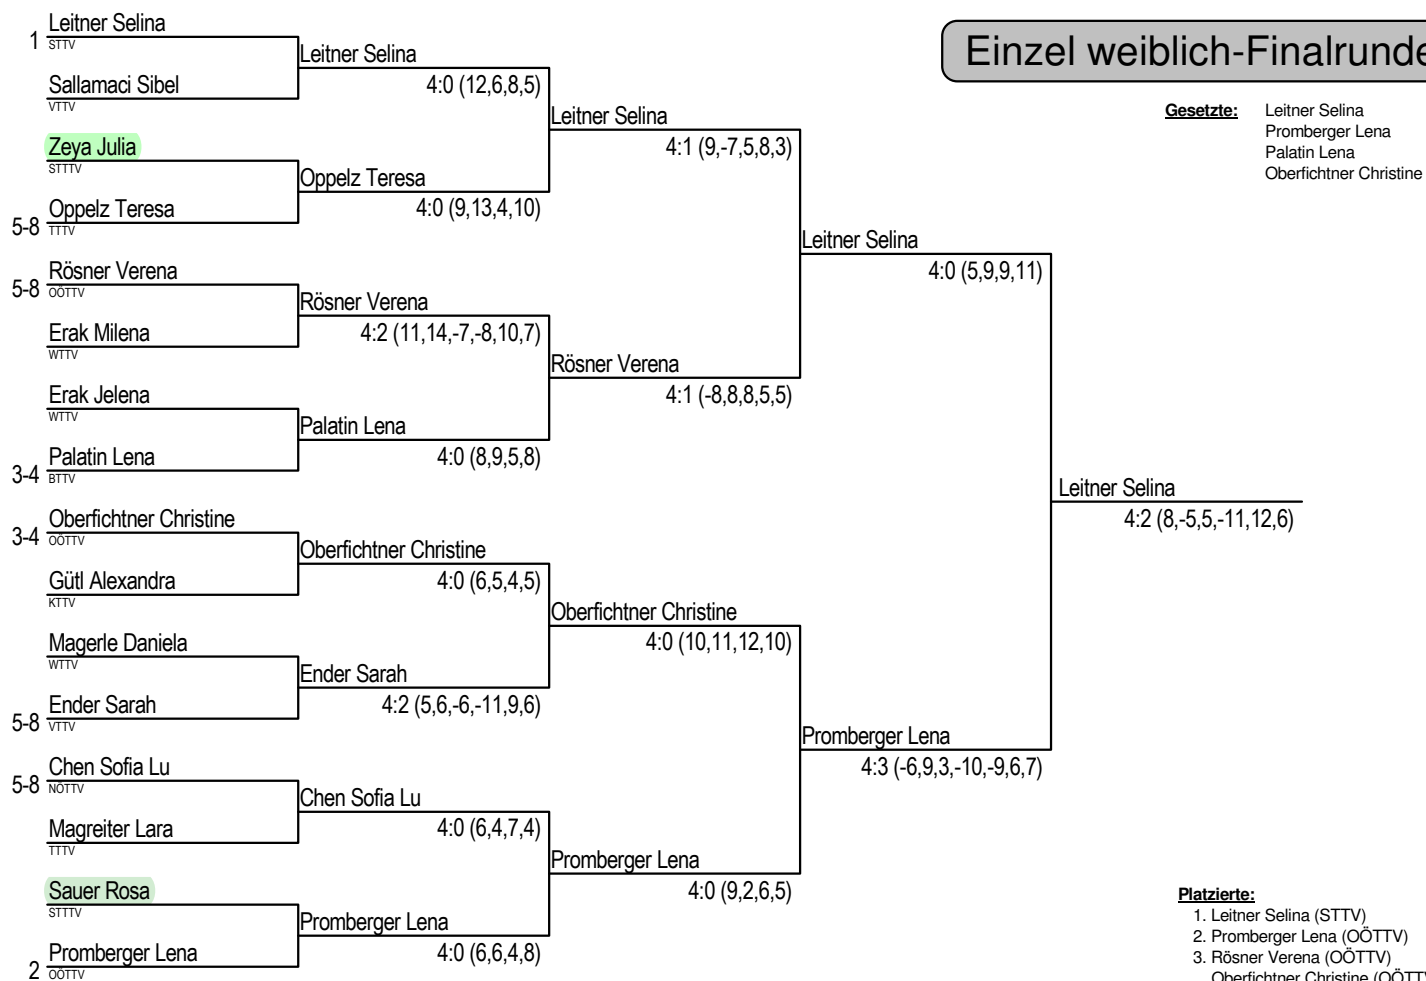 Einzel weiblich-Finalrunde
Gesetzte: Leitner Selina
Promberger Lena
Palatin Lena
Oberfichtner Christine
1 Leitner Selina
STTV
Sallamaci Sibel
VTTV
Zeya Julia
STTTV
5-8 Oppelz Teresa
TTTV
5-8 Rösner Verena
OÖTTV
Erak Milena
WTTV
Erak Jelena
WTTV
3-4 Palatin Lena
BTTV
3-4 Oberfichtner Christine
OÖTTV
Gütl Alexandra
KTTV
Magerle Daniela
WTTV
5-8 Ender Sarah
VTTV
5-8 Chen Sofia Lu
NÖTTV
Magreiter Lara
TTTV
Sauer Rosa
STTTV
2 Promberger Lena
OÖTTV
Leitner Selina
4:0 (12,6,8,5)
Oppelz Teresa
4:0 (9,13,4,10)
Rösner Verena
4:2 (11,14,-7,-8,10,7)
Palatin Lena
4:0 (8,9,5,8)
Oberfichtner Christine
4:0 (6,5,4,5)
Ender Sarah
4:2 (5,6,-6,-11,9,6)
Chen Sofia Lu
4:0 (6,4,7,4)
Promberger Lena
4:0 (6,6,4,8)
Leitner Selina
4:1 (9,-7,5,8,3)
Rösner Verena
4:1 (-8,8,8,5,5)
Oberfichtner Christine
4:0 (10,11,12,10)
Promberger Lena
4:0 (9,2,6,5)
Leitner Selina
4:0 (5,9,9,11)
Promberger Lena
4:3 (-6,9,3,-10,-9,6,7)
Leitner Selina
4:2 (8,-5,5,-11,12,6)
Platzierte:
1. Leitner Selina (STTV)
2. Promberger Lena (OÖTTV)
3. Rösner Verena (OÖTTV)
Oberfichtner Christine (OÖTTV